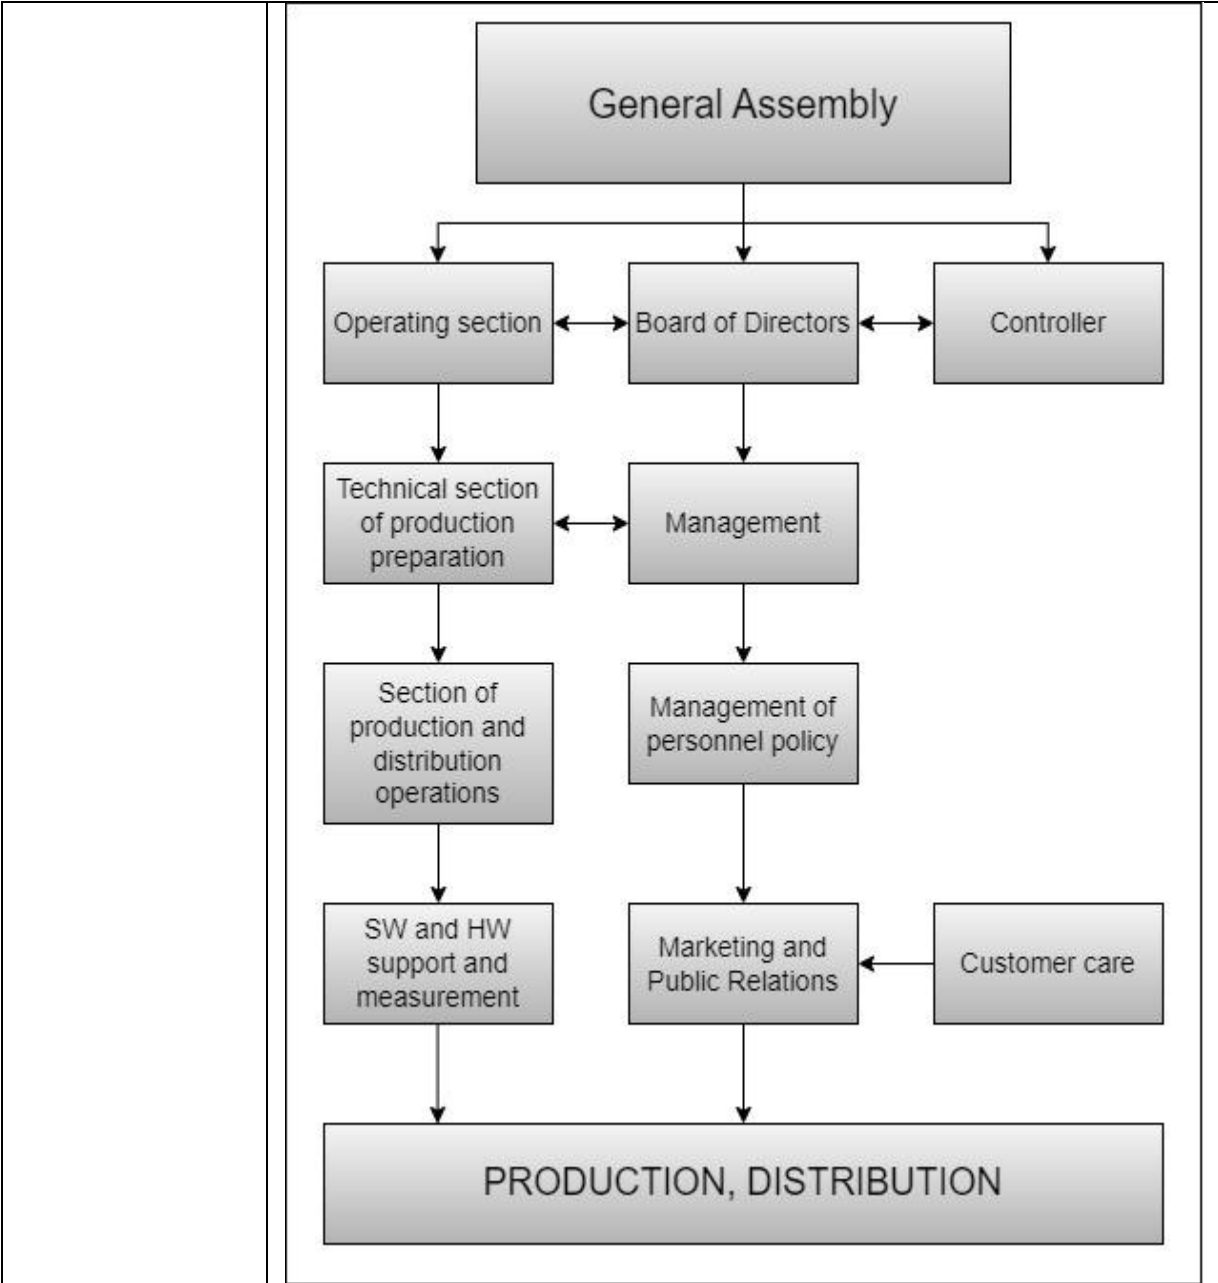 General Assembly
Operating section
Board of Directors
Controller
Technical section
of production
preparation
Management
Section of
production and
distribution
operations
Management of
personnel policy
SW and HW
support and
measurement
Marketing and
Public Relations
Customer care
PRODUCTION, DISTRIBUTION